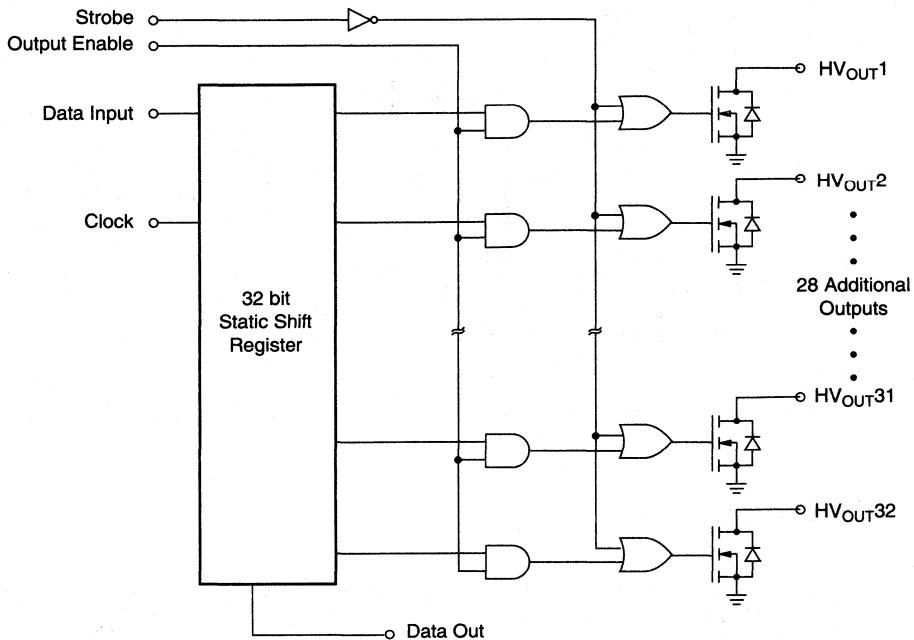 Strobe
Output Enable
Data Input
Clock
32 bit
Static Shift
Register
HVOUT1
HVOUT2
28 Additional
Outputs
HVOUT31
HVOUT32
Data Out